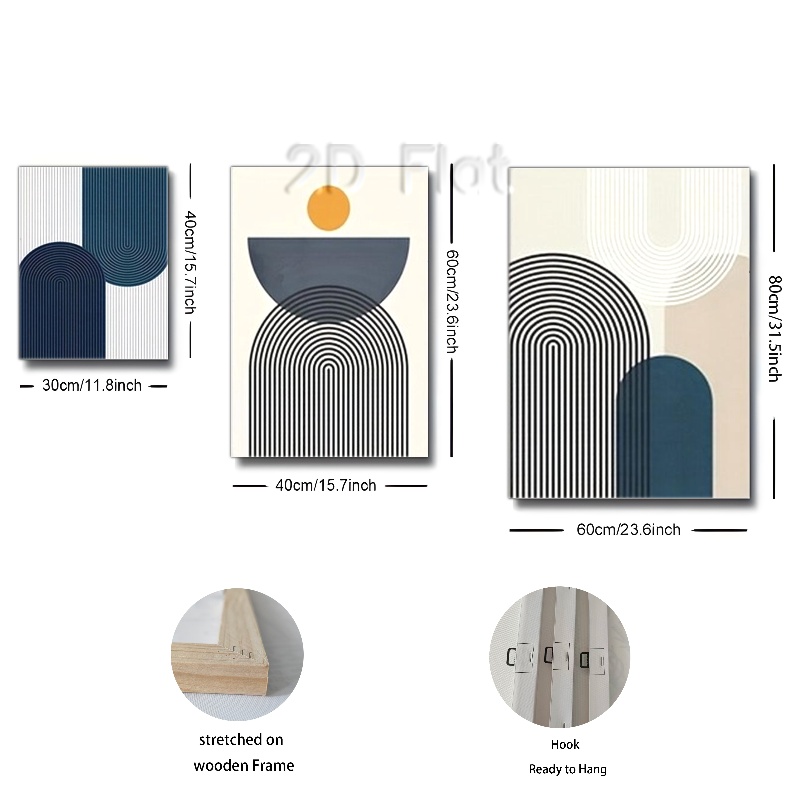 2D Flat
40cm/15.7inch
30cm/11.8inch
60cm/23.6inch
40cm/15.7inch
80cm/31.5inch
60cm/23.6inch
stretched on
wooden Frame
Hook
Ready to Hang